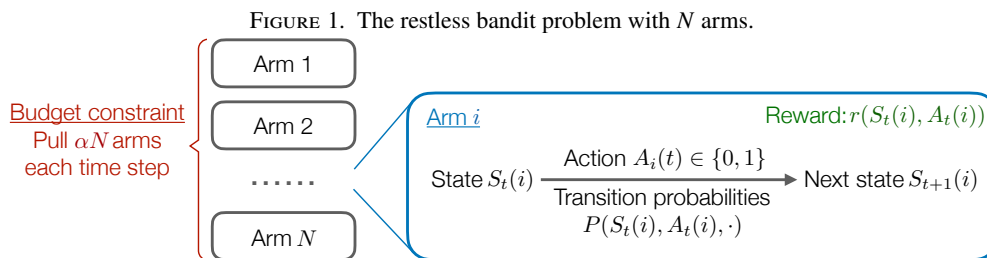 FIGURE 1. The restless bandit problem with N arms.
Arm 1
Budget constraint
Pull αN arms
each time step
Arm 2
......
Arm N
Arm i
Reward: r(S_t(i), A_t(i))
State S_t(i)
Action A_i(t) ∈ {0, 1}
Transition probabilities
P(S_t(i), A_t(i), ·)
Next state S_{t+1}(i)